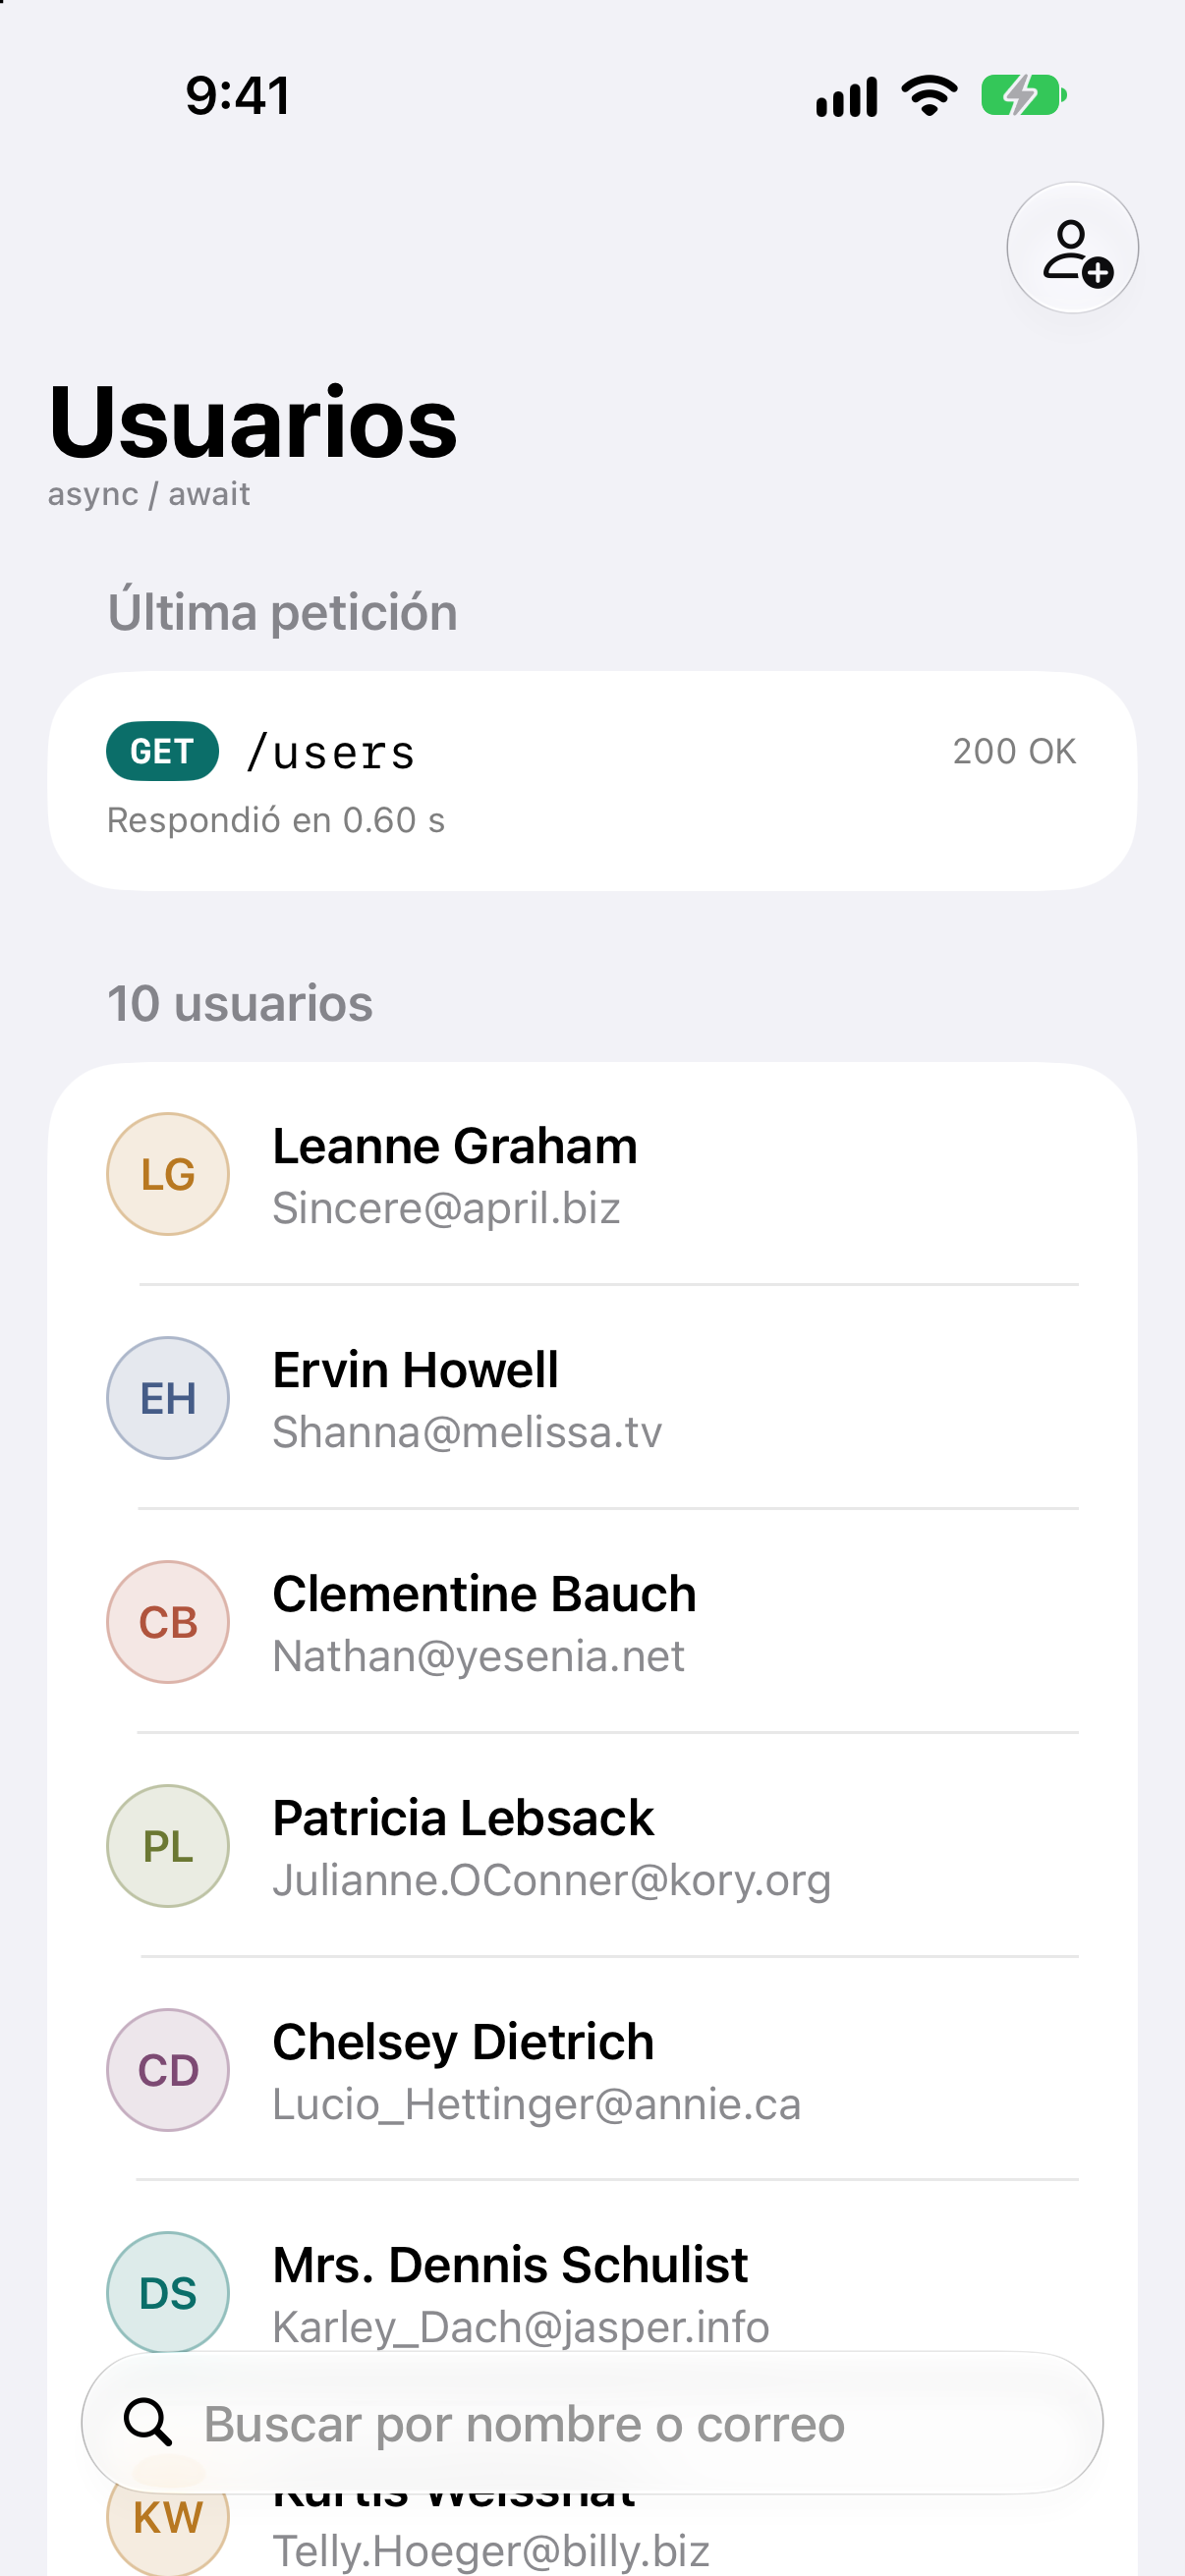 9:41
Usuarios
async / await
Última petición
GET /users 200 OK
Respondió en 0.60 s
10 usuarios
LG Leanne Graham
Sincere@april.biz
EH Ervin Howell
Shanna@melissa.tv
CB Clementine Bauch
Nathan@yesenia.net
PL Patricia Lebsack
Julianne.OConner@kory.org
CD Chelsey Dietrich
Lucio_Hettinger@annie.ca
DS Mrs. Dennis Schulist
Karley_Dach@jasper.info
Buscar por nombre o correo
KW Kurtis Weissnat
Telly.Hoeger@billy.biz